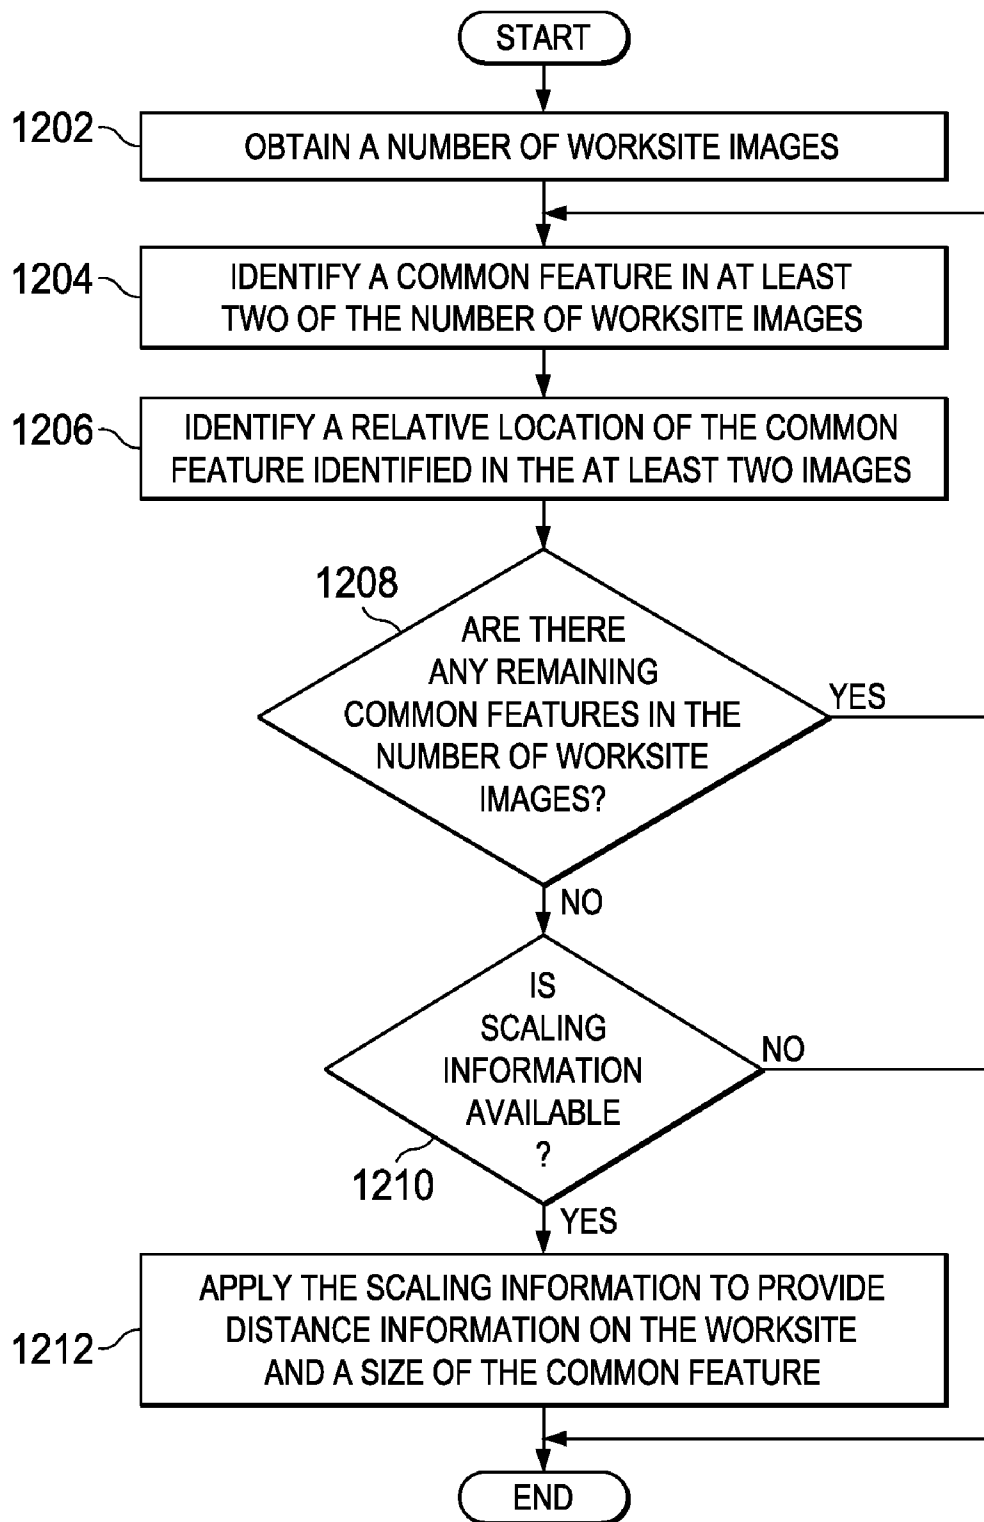 START
1202
OBTAIN A NUMBER OF WORKSITE IMAGES
1204
IDENTIFY A COMMON FEATURE IN AT LEAST
TWO OF THE NUMBER OF WORKSITE IMAGES
1206
IDENTIFY A RELATIVE LOCATION OF THE COMMON
FEATURE IDENTIFIED IN THE AT LEAST TWO IMAGES
1208
ARE THERE
ANY REMAINING
COMMON FEATURES IN THE
NUMBER OF WORKSITE
IMAGES?
YES
NO
IS
SCALING
INFORMATION
AVAILABLE
?
NO
1210
YES
1212
APPLY THE SCALING INFORMATION TO PROVIDE
DISTANCE INFORMATION ON THE WORKSITE
AND A SIZE OF THE COMMON FEATURE
END